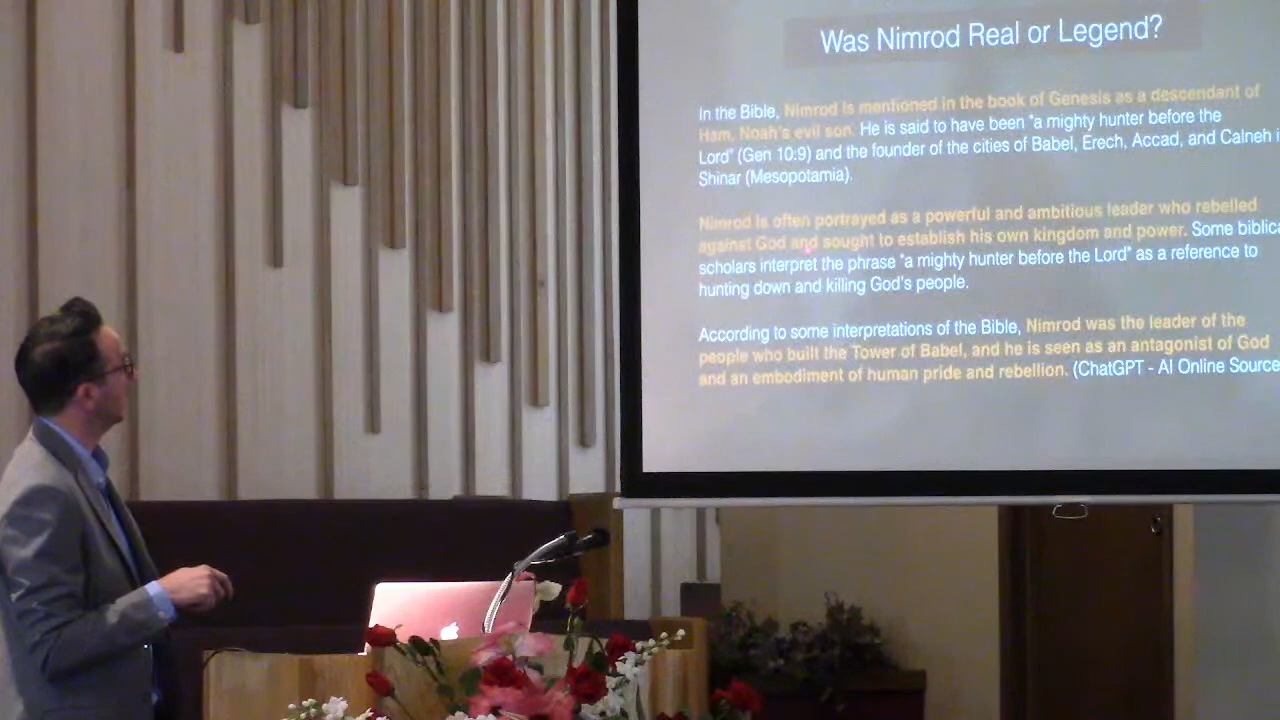 Was Nimrod Real or Legend?
In the Bible, Nimrod is mentioned in the book of Genesis as a descendant of
Ham, Noah's evil son. He is said to have been "a mighty hunter before the
Lord" (Gen 10:9) and the founder of the cities of Babel, Erech, Accad, and Calneh i
Shinar (Mesopotamia).
Nimrod is often portrayed as a powerful and ambitious leader who rebelled
against God and sought to establish his own kingdom and power. Some biblica
scholars interpret the phrase "a mighty hunter before the Lord" as a reference to
hunting down and killing God's people.
According to some interpretations of the Bible, Nimrod was the leader of the
people who built the Tower of Babel, and he is seen as an antagonist of God
and an embodiment of human pride and rebellion. (ChatGPT - AI Online Source